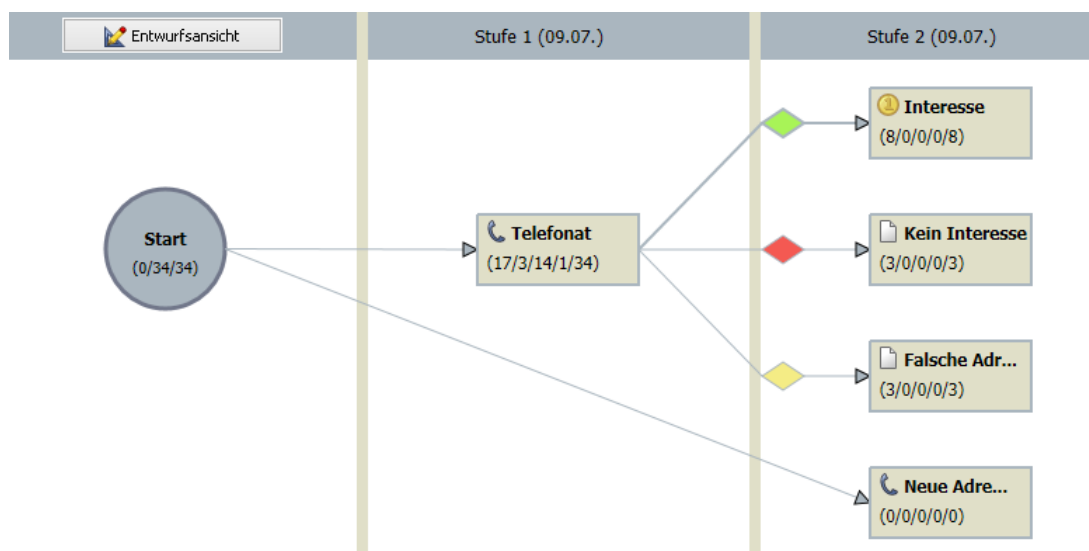 Entwurfsansicht
Stufe 1 (09.07.)
Stufe 2 (09.07.)
Interesse
(8/0/0/0/8)
Start
(0/34/34)
Telefonat
(17/3/14/1/34)
Kein Interesse
(3/0/0/0/3)
Falsche Adr...
(3/0/0/0/3)
Neue Adre...
(0/0/0/0/0)